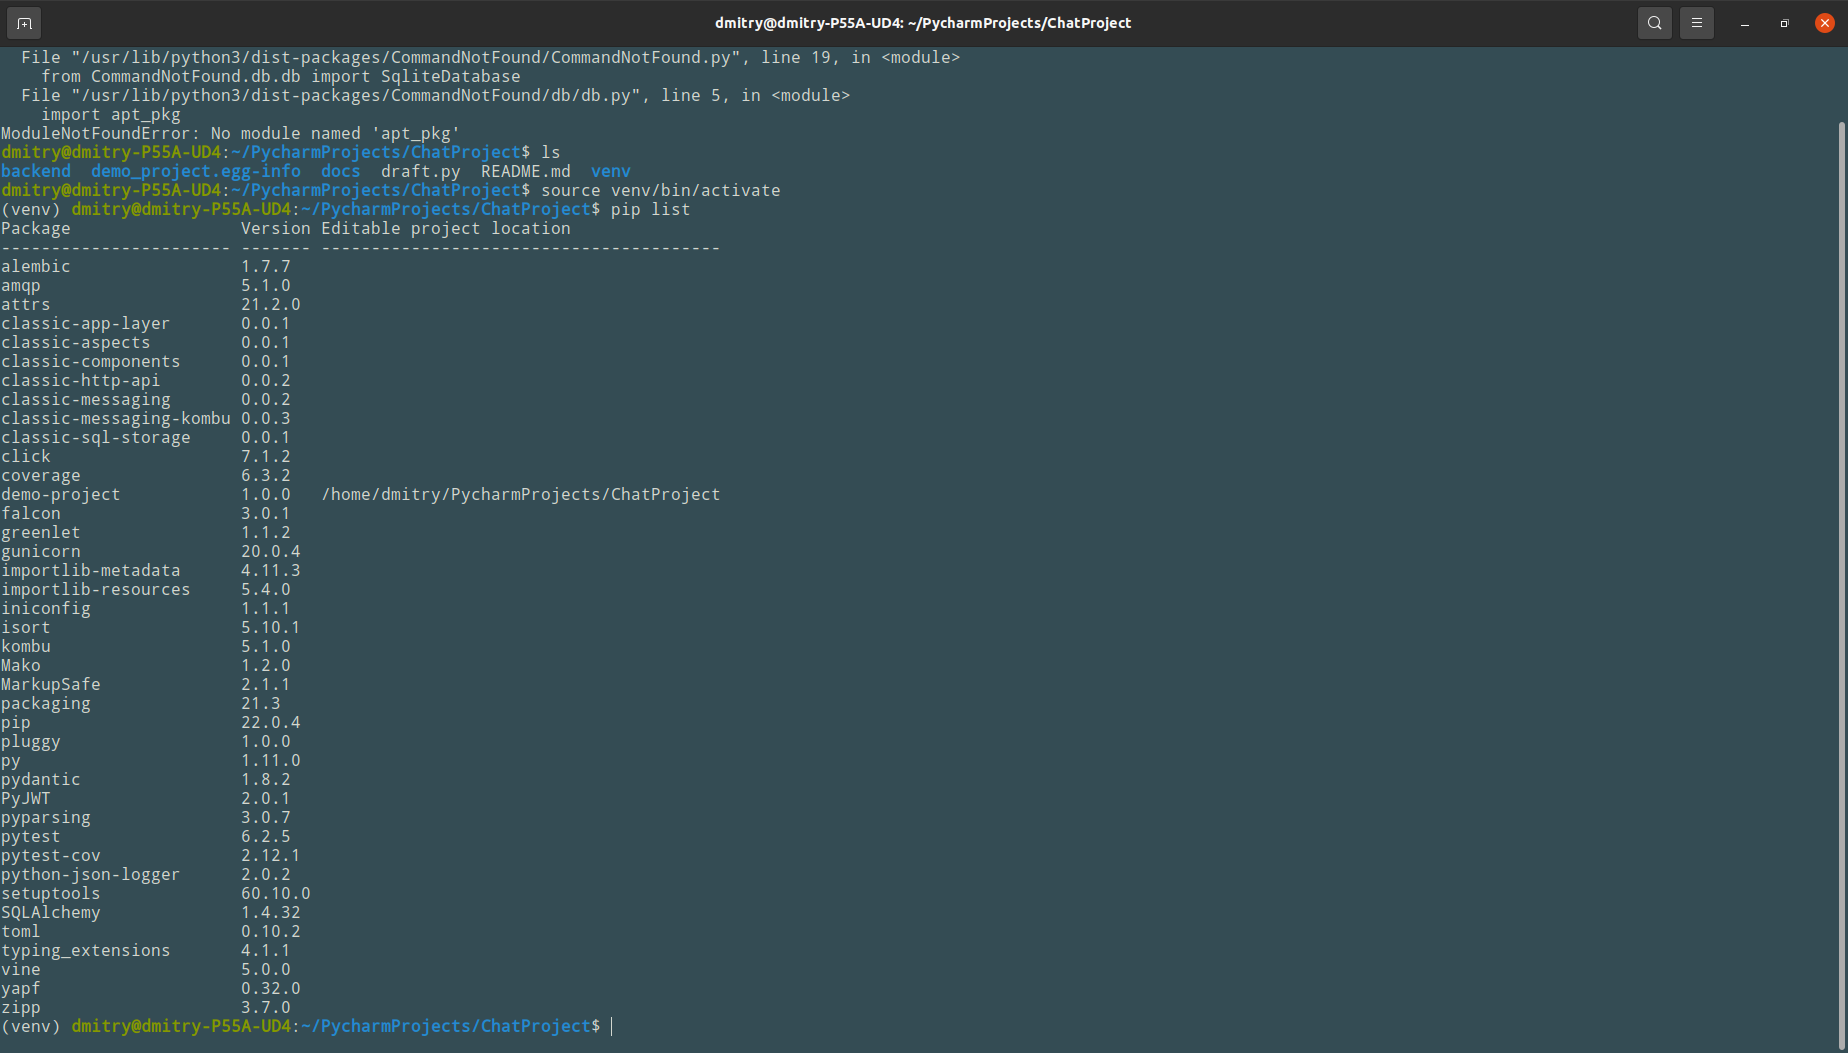 dmitry@dmitry-P55A-UD4: ~/PycharmProjects/ChatProject
  File "/usr/lib/python3/dist-packages/CommandNotFound/CommandNotFound.py", line 19, in <module>
    from CommandNotFound.db.db import SqliteDatabase
  File "/usr/lib/python3/dist-packages/CommandNotFound/db/db.py", line 5, in <module>
    import apt_pkg
ModuleNotFoundError: No module named 'apt_pkg'
dmitry@dmitry-P55A-UD4:~/PycharmProjects/ChatProject$ ls
backend  demo_project.egg-info  docs  draft.py  README.md  venv
dmitry@dmitry-P55A-UD4:~/PycharmProjects/ChatProject$ source venv/bin/activate
(venv) dmitry@dmitry-P55A-UD4:~/PycharmProjects/ChatProject$ pip list
Package                 Version Editable project location
----------------------- ------- ----------------------------------------
alembic                 1.7.7
amqp                    5.1.0
attrs                   21.2.0
classic-app-layer       0.0.1
classic-aspects         0.0.1
classic-components      0.0.1
classic-http-api        0.0.2
classic-messaging       0.0.2
classic-messaging-kombu 0.0.3
classic-sql-storage     0.0.1
click                   7.1.2
coverage                6.3.2
demo-project            1.0.0   /home/dmitry/PycharmProjects/ChatProject
falcon                  3.0.1
greenlet                1.1.2
gunicorn                20.0.4
importlib-metadata      4.11.3
importlib-resources     5.4.0
iniconfig               1.1.1
isort                   5.10.1
kombu                   5.1.0
Mako                    1.2.0
MarkupSafe              2.1.1
packaging               21.3
pip                     22.0.4
pluggy                  1.0.0
py                      1.11.0
pydantic                1.8.2
PyJWT                   2.0.1
pyparsing               3.0.7
pytest                  6.2.5
pytest-cov              2.12.1
python-json-logger      2.0.2
setuptools              60.10.0
SQLAlchemy              1.4.32
toml                    0.10.2
typing_extensions       4.1.1
vine                    5.0.0
yapf                    0.32.0
zipp                    3.7.0
(venv) dmitry@dmitry-P55A-UD4:~/PycharmProjects/ChatProject$